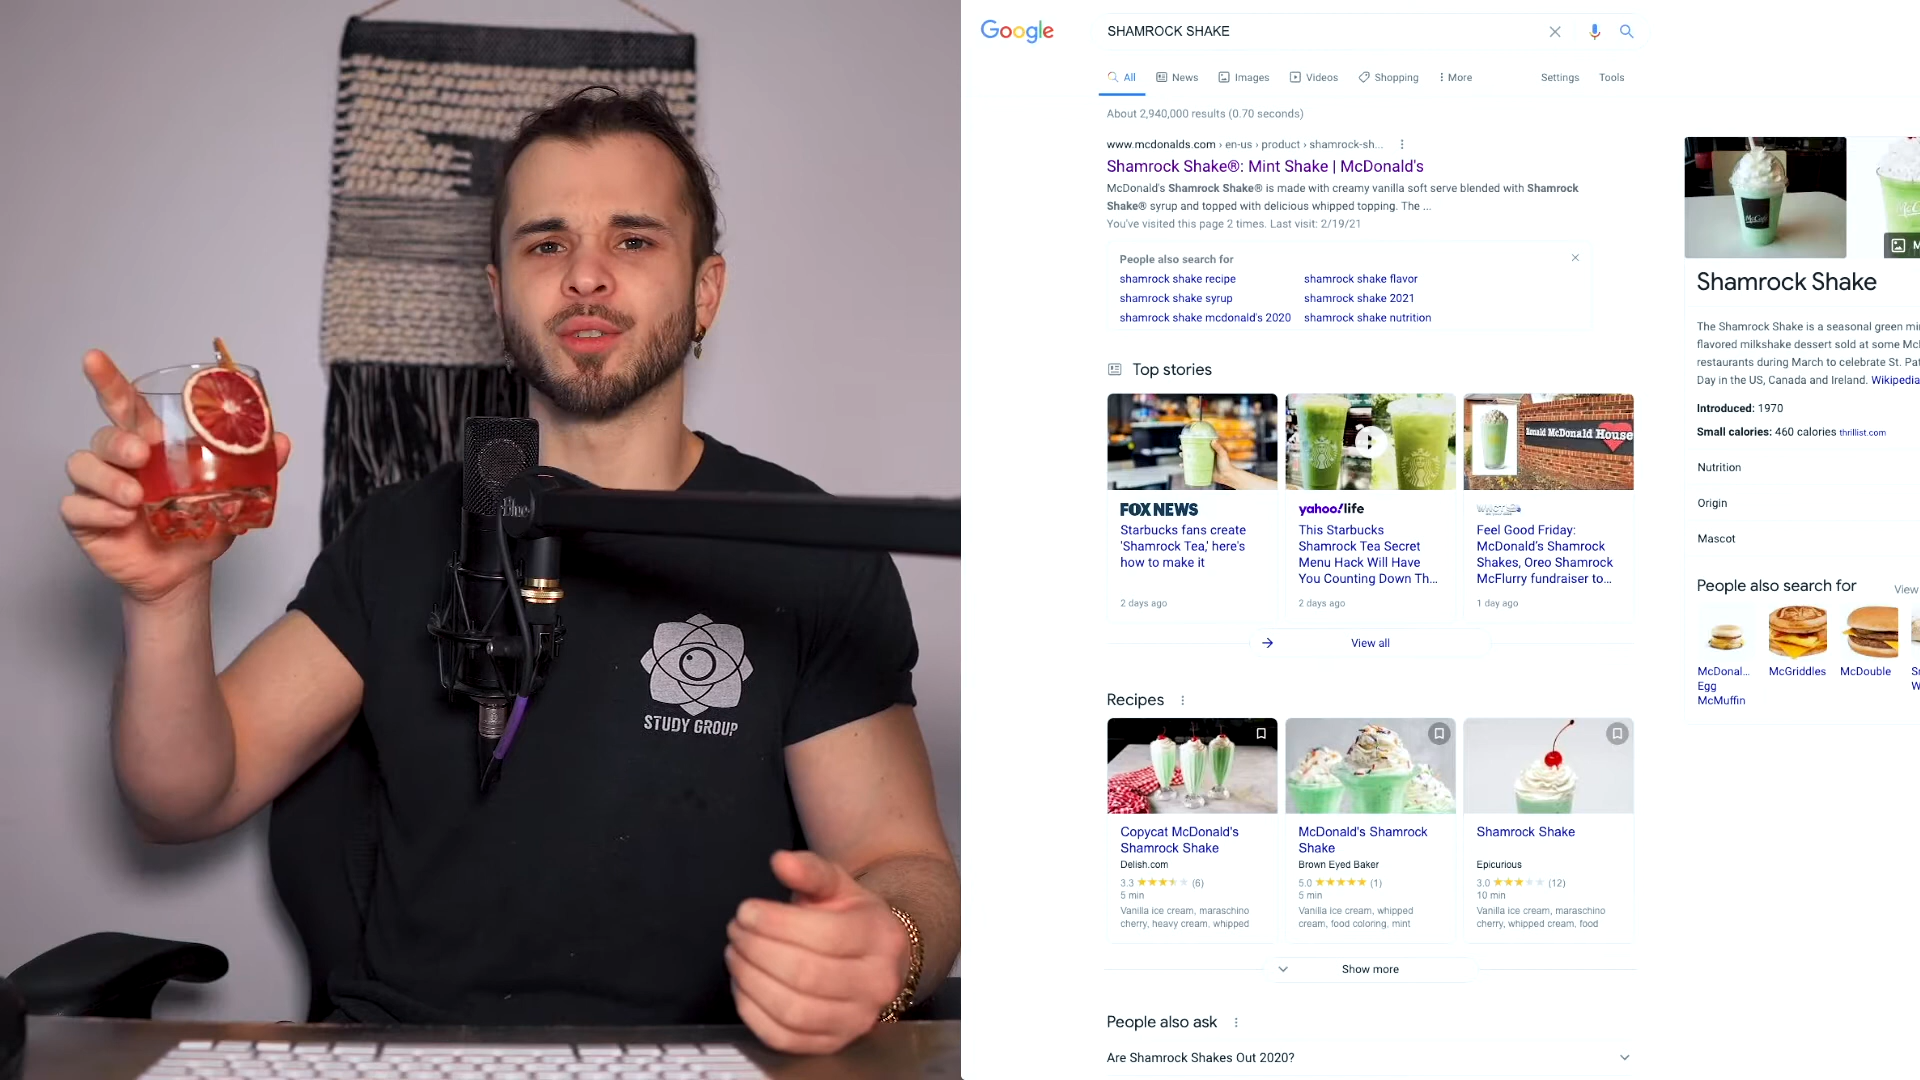 STUDY GROUP
Blue
Google
SHAMROCK SHAKE
All
News
Images
Videos
Shopping
More
Settings
Tools
About 2,940,000 results (0.70 seconds)
www.mcdonalds.com › en-us › product › shamrock-sh...
Shamrock Shake®: Mint Shake | McDonald's
McDonald's Shamrock Shake® is made with creamy vanilla soft serve blended with Shamrock
Shake® syrup and topped with delicious whipped topping. The ...
You've visited this page 2 times. Last visit: 2/19/21
People also search for
shamrock shake recipe
shamrock shake flavor
shamrock shake syrup
shamrock shake 2021
shamrock shake mcdonald's 2020
shamrock shake nutrition
Top stories
Donald McDonald House
FOX NEWS
Starbucks fans create
'Shamrock Tea,' here's
how to make it
2 days ago
yahoo!life
This Starbucks
Shamrock Tea Secret
Menu Hack Will Have
You Counting Down Th...
2 days ago
Feel Good Friday:
McDonald's Shamrock
Shakes, Oreo Shamrock
McFlurry fundraiser to...
1 day ago
View all
Recipes
Copycat McDonald's
Shamrock Shake
Delish.com
3.3 ★★★★★ (6)
5 min
Vanilla ice cream, maraschino
cherry, heavy cream, whipped
McDonald's Shamrock
Shake
Brown Eyed Baker
5.0 ★★★★★ (1)
5 min
Vanilla ice cream, whipped
cream, food coloring, mint
Shamrock Shake
Epicurious
3.0 ★★★★★ (12)
10 min
Vanilla ice cream, maraschino
cherry, whipped cream, food
Show more
People also ask
Are Shamrock Shakes Out 2020?
M
Shamrock Shake
The Shamrock Shake is a seasonal green mi
flavored milkshake dessert sold at some Mc
restaurants during March to celebrate St. Pa
Day in the US, Canada and Ireland. Wikipedia
Introduced: 1970
Small calories: 460 calories thrillist.com
Nutrition
Origin
Mascot
People also search for
View
McDonal...
Egg
McMuffin
McGriddles
McDouble
S
W